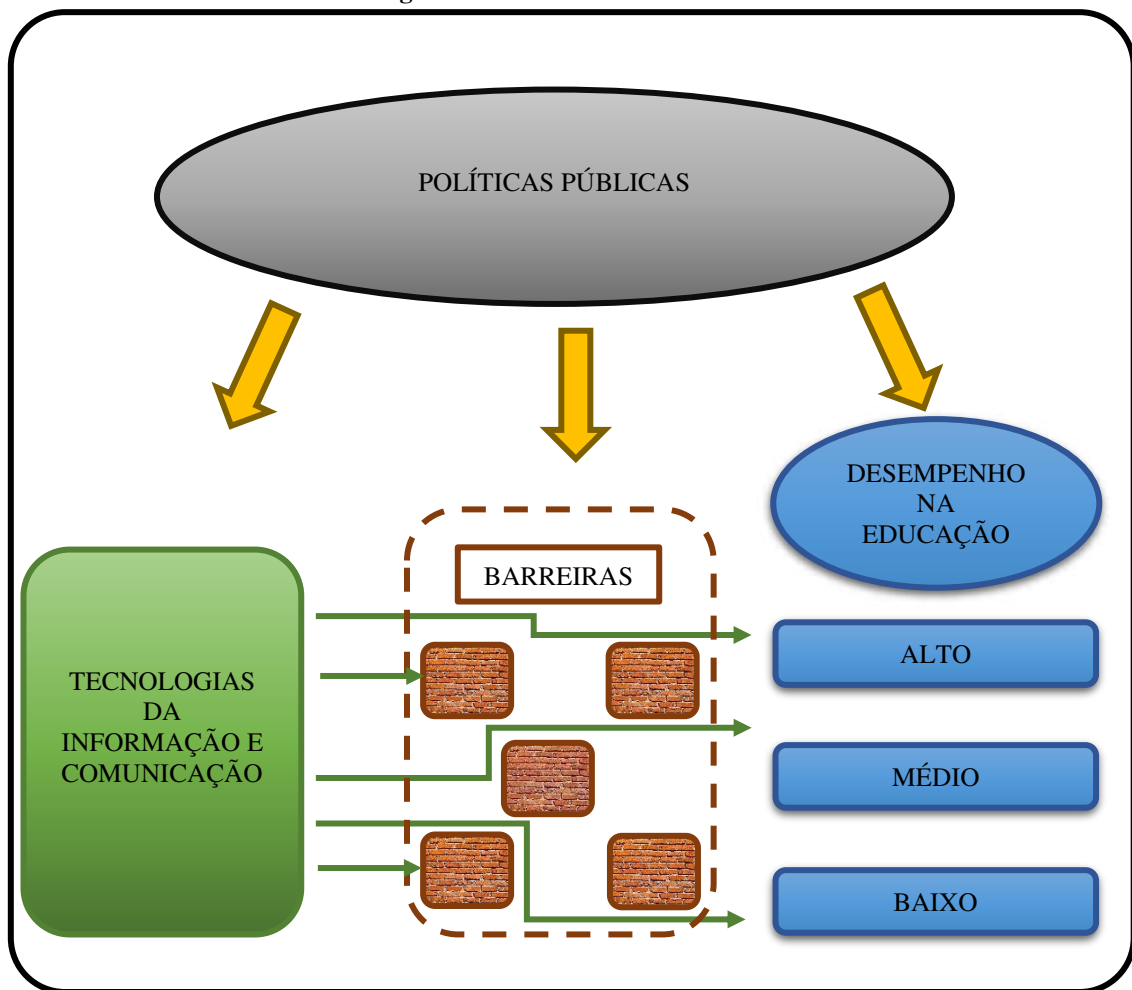 POLÍTICAS PÚBLICAS
DESEMPENHO
NA
EDUCAÇÃO
BARREIRAS
TECNOLOGIAS
DA
INFORMAÇÃO E
COMUNICAÇÃO
ALTO
MÉDIO
BAIXO